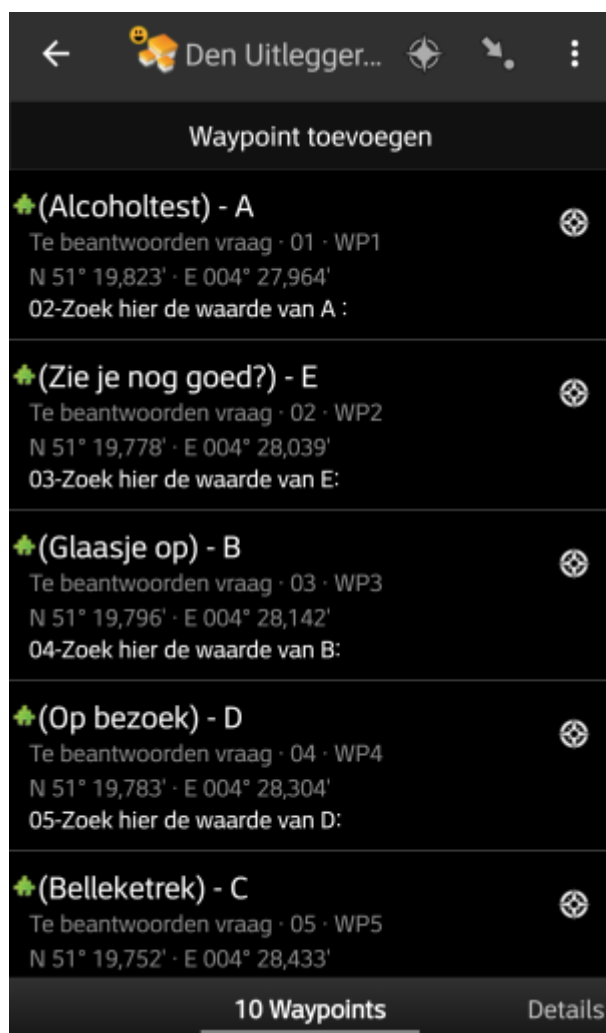 Den Uitlegger...
Waypoint toevoegen
(Alcoholtest) - A
Te beantwoorden vraag · 01 · WP1
N 51° 19,823' · E 004° 27,964'
02-Zoek hier de waarde van A :
(Zie je nog goed?) - E
Te beantwoorden vraag · 02 · WP2
N 51° 19,778' · E 004° 28,039'
03-Zoek hier de waarde van E:
(Glaasje op) - B
Te beantwoorden vraag · 03 · WP3
N 51° 19,796' · E 004° 28,142'
04-Zoek hier de waarde van B:
(Op bezoek) - D
Te beantwoorden vraag · 04 · WP4
N 51° 19,783' · E 004° 28,304'
05-Zoek hier de waarde van D:
(Belleketrek) - C
Te beantwoorden vraag · 05 · WP5
N 51° 19,752' · E 004° 28,433'
10 Waypoints Details